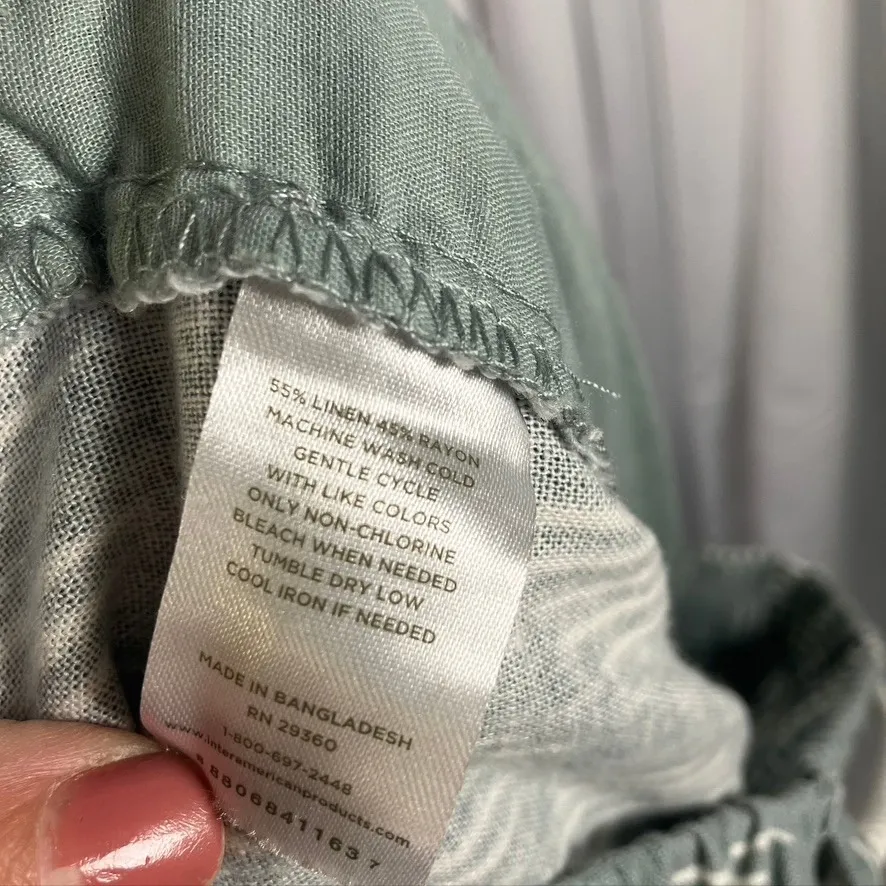 55% LINEN 45% RAYON
MACHINE WASH COLD
GENTLE CYCLE
WITH LIKE COLORS
ONLY NON-CHLORINE
BLEACH WHEN NEEDED
TUMBLE DRY LOW
COOL IRON IF NEEDED
MADE IN BANGLADESH
RN 29360
1-800-697-2448
www.interamericanproducts.com
8806841163 7